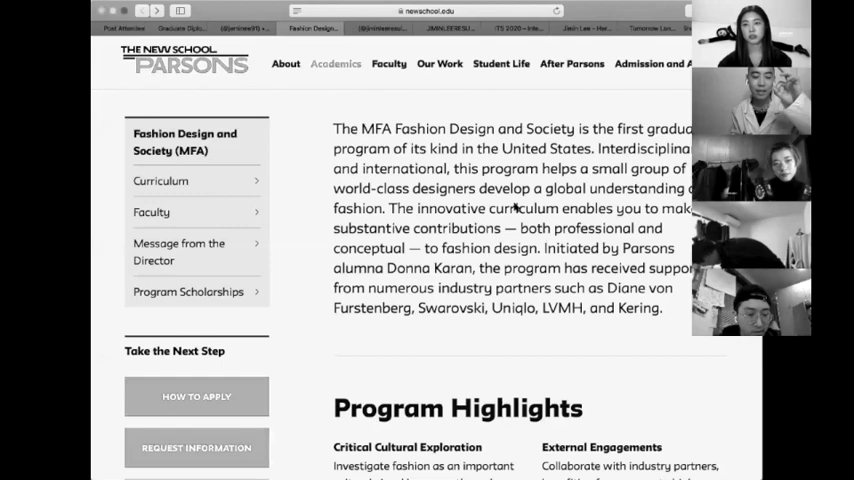 newschool.edu
Post Attendee
Graduate Diplo...
Fashion Design...
ITS 2020 – Inte...
Tomorrow Lon...
THE NEW SCHOOL
PARSONS
About Academics Faculty Our Work Student Life After Parsons Admission and A
Fashion Design and
Society (MFA)
Curriculum
Faculty
Message from the
Director
Program Scholarships
Take the Next Step
HOW TO APPLY
REQUEST INFORMATION
The MFA Fashion Design and Society is the first gradua
program of its kind in the United States. Interdisciplina
and international, this program helps a small group of
world-class designers develop a global understanding
fashion. The innovative curriculum enables you to mak
substantive contributions — both professional and
conceptual — to fashion design. Initiated by Parsons
alumna Donna Karan, the program has received suppor
from numerous industry partners such as Diane von
Furstenberg, Swarovski, Uniqlo, LVMH, and Kering.
Program Highlights
Critical Cultural Exploration
Investigate fashion as an important
External Engagements
Collaborate with industry partners,